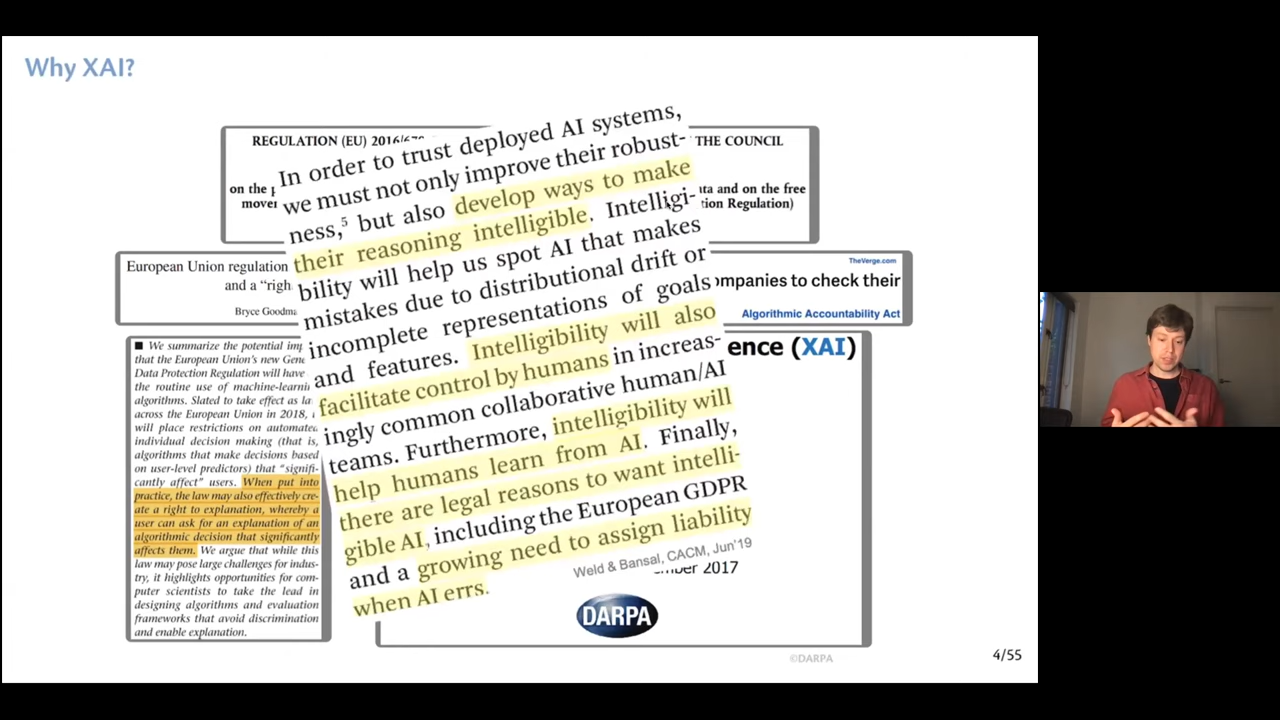 Why XAI?
REGULATION (EU) 2016/679
THE COUNCIL
on the
move
ata and on the free
tion Regulation)
In order to trust deployed AI systems,
we must not only improve their robust-
ness,5 but also develop ways to make
their reasoning intelligible. Intelligi-
bility will help us spot AI that makes
mistakes due to distributional drift or
incomplete representations of goals
and features. Intelligibility will also
facilitate control by humans in increas-
ingly common collaborative human/AI
teams. Furthermore, intelligibility will
help humans learn from AI. Finally,
there are legal reasons to want intelli-
gible AI, including the European GDPR
and a growing need to assign liability
when AI errs.
Weld & Bansal, CACM, Jun'19
European Union regulation
and a "righ
Bryce Goodma
TheVerge.com
ompanies to check their
Algorithmic Accountability Act
■ We summarize the potential imp
that the European Union's new Gene
Data Protection Regulation will have
the routine use of machine-learnin
algorithms. Slated to take effect as la
across the European Union in 2018, i
will place restrictions on automated
individual decision making (that is,
algorithms that make decisions based
on user-level predictors) that "signifi-
cantly affect" users. When put into
practice, the law may also effectively cre-
ate a right to explanation, whereby a
user can ask for an explanation of an
algorithmic decision that significantly
affects them. We argue that while this
law may pose large challenges for indus-
try, it highlights opportunities for com-
puter scientists to take the lead in
designing algorithms and evaluation
frameworks that avoid discrimination
and enable explanation.
ence (XAI)
mber 2017
DARPA
©DARPA
4/55